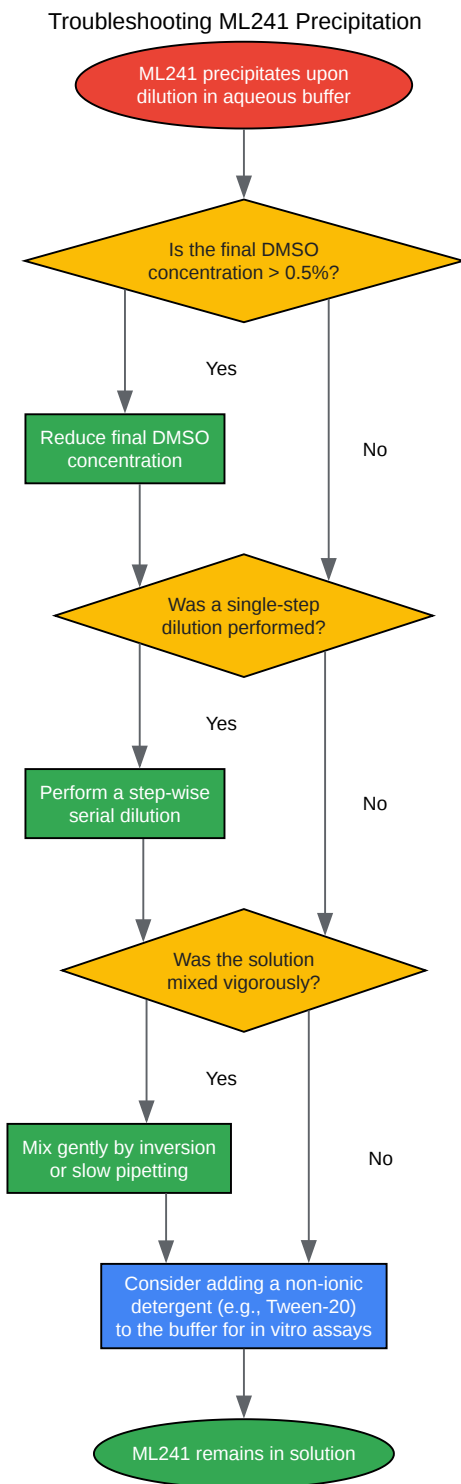 Troubleshooting ML241 Precipitation
ML241 precipitates upon
dilution in aqueous buffer
Is the final DMSO
concentration > 0.5%?
Yes
Reduce final DMSO
concentration
No
Was a single-step
dilution performed?
Yes
Perform a step-wise
serial dilution
No
Was the solution
mixed vigorously?
Yes
Mix gently by inversion
or slow pipetting
No
Consider adding a non-ionic
detergent (e.g., Tween-20)
to the buffer for in vitro assays
ML241 remains in solution